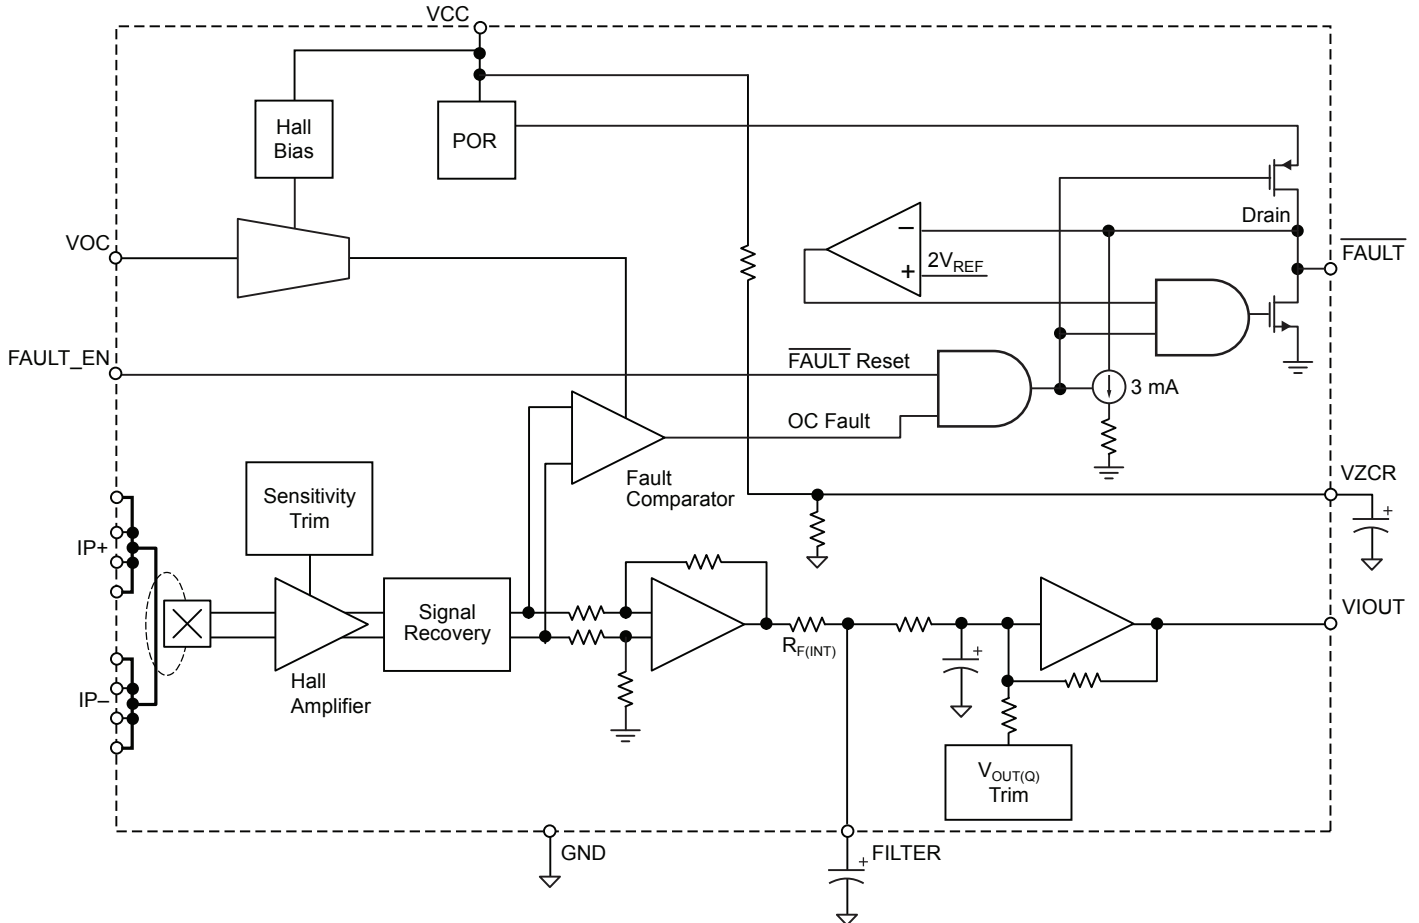 VCC
Hall
Bias
POR
Drain
VOC
–
+
2VREF
FAULT
FAULT_EN
FAULT Reset
3 mA
OC Fault
Fault
Comparator
Sensitivity
Trim
VZCR
+
IP+
Signal
Recovery
VIOUT
RF(INT)
+
Hall
Amplifier
IP–
VOUT(Q)
Trim
GND
FILTER
+